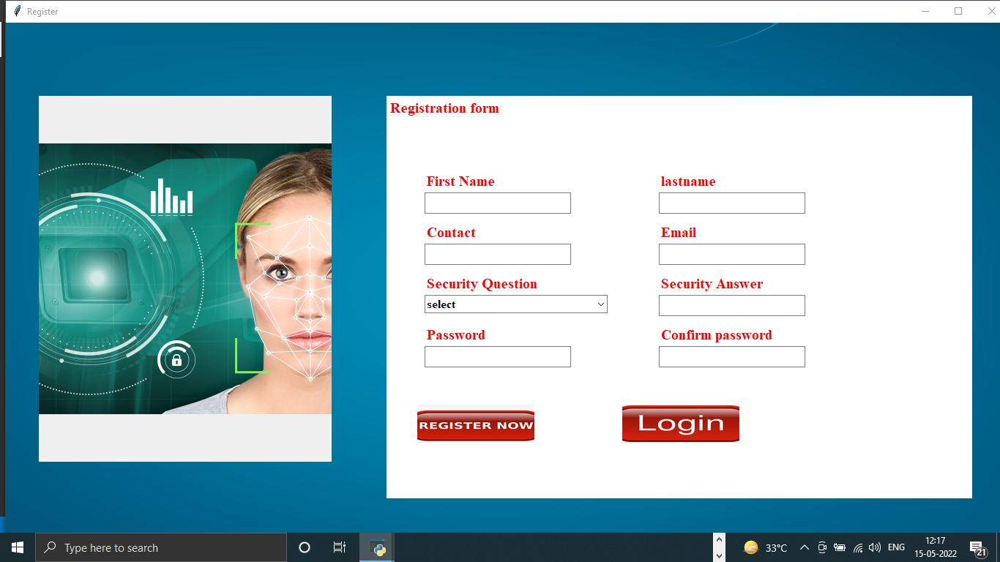 Register
Registration form
First Name
lastname
Contact
Email
Security Question
Security Answer
select
Password
Confirm password
REGISTER NOW
Login
Type here to search
33°C
ENG
12:17
15-05-2022
21